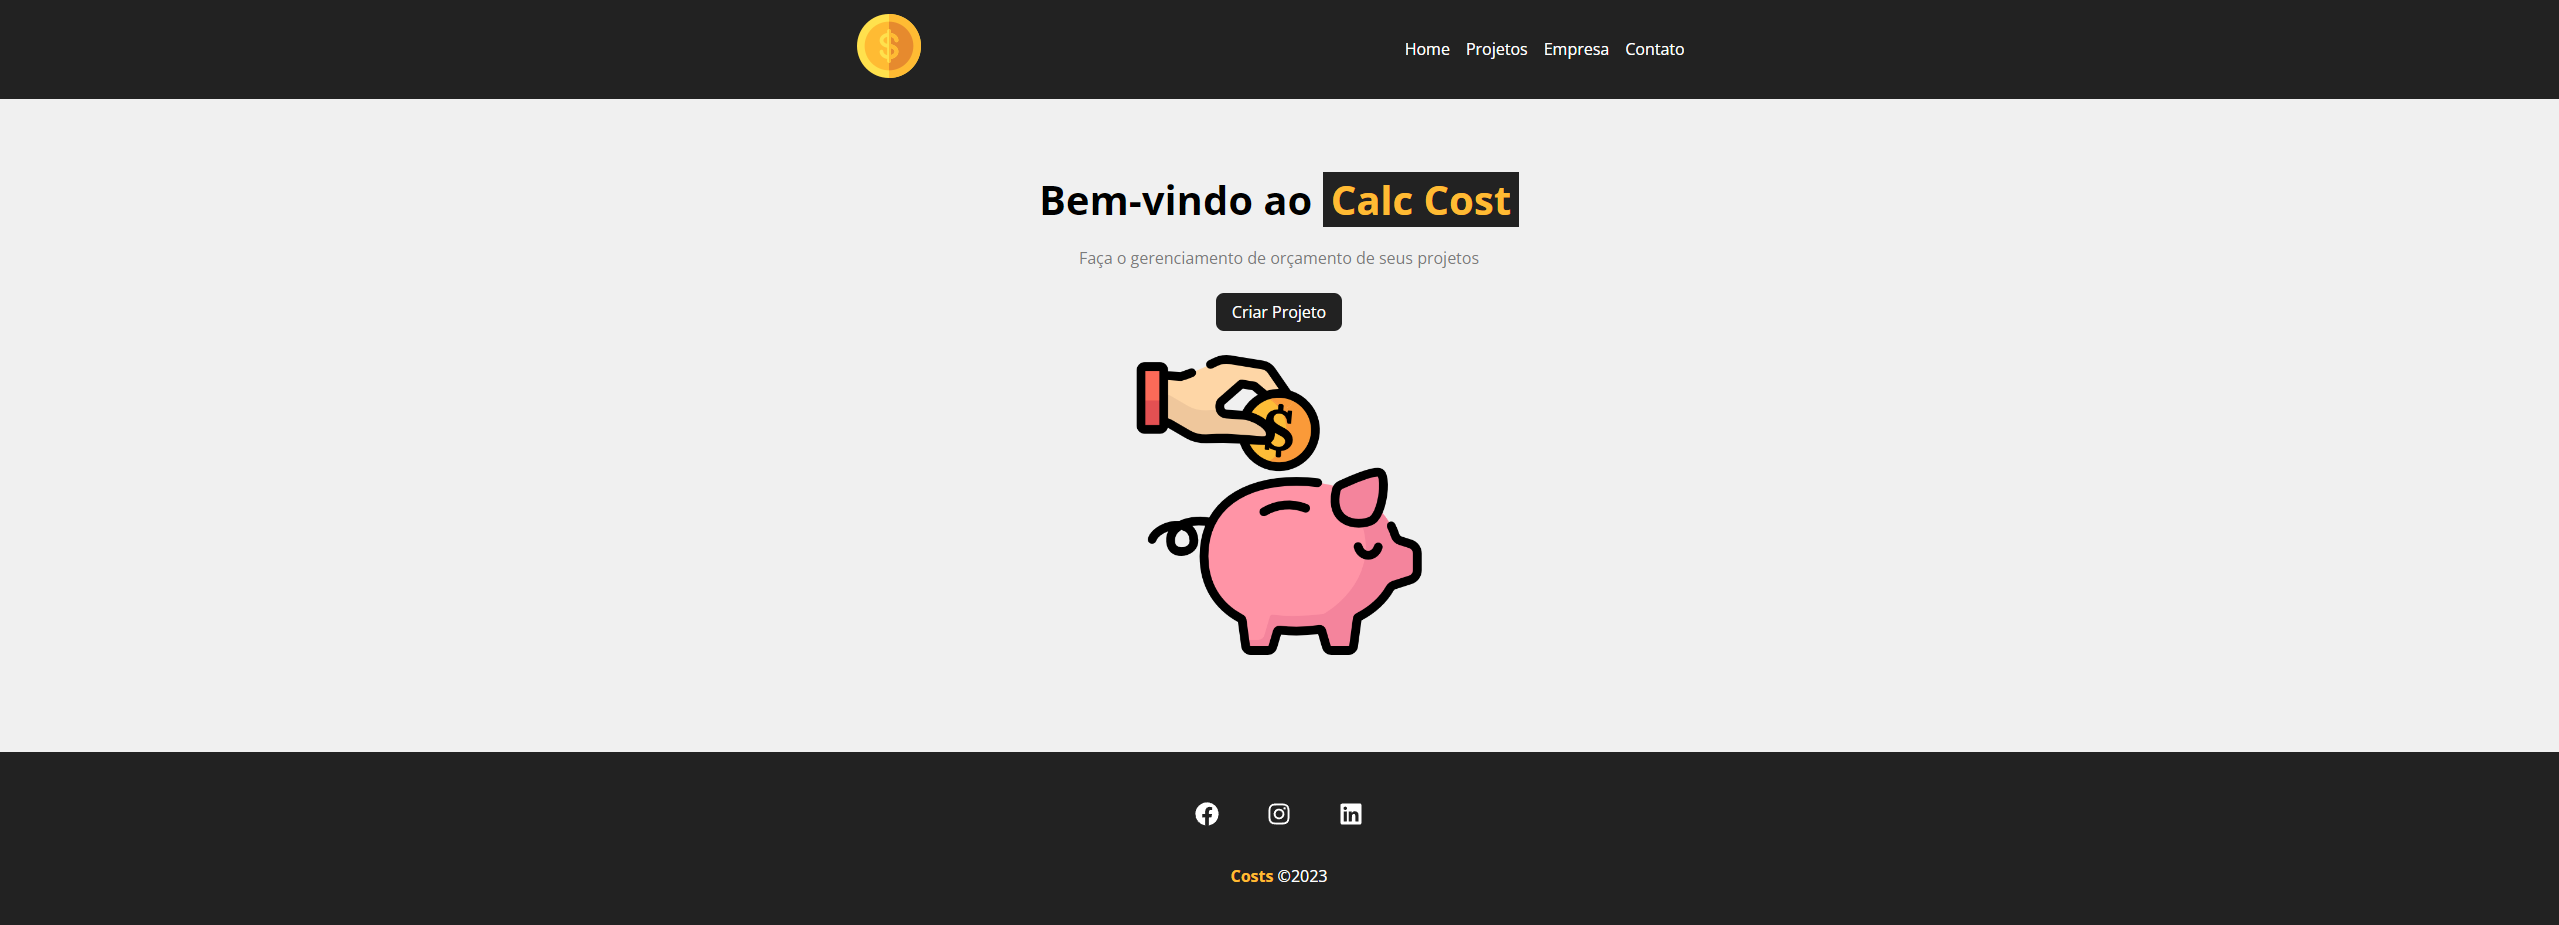 Home Projetos Empresa Contato
Bem-vindo ao Calc Cost
Faça o gerenciamento de orçamento de seus projetos
Criar Projeto
Costs ©2023